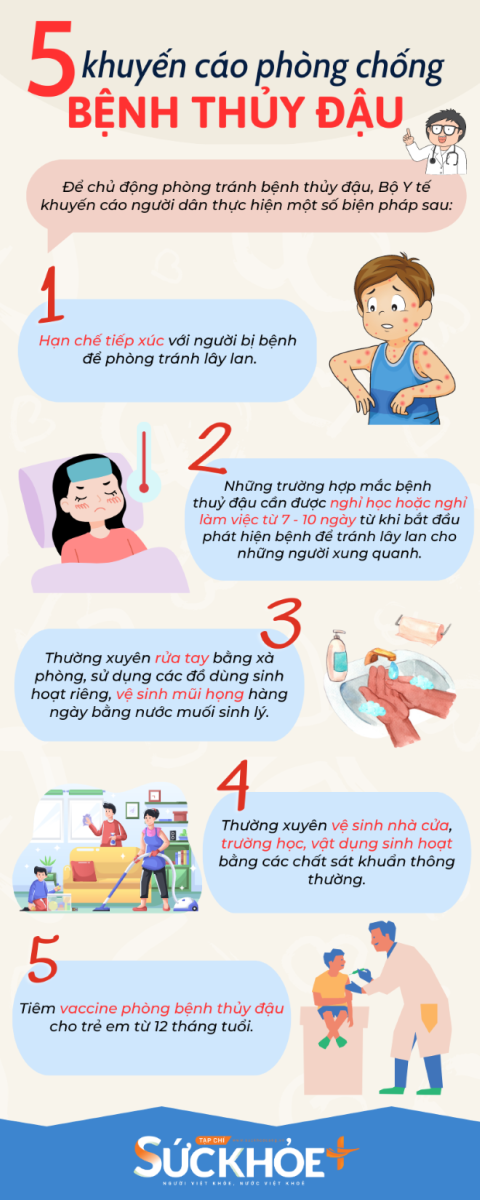 5 khuyến cáo phòng chống
BỆNH THỦY ĐẬU
Để chủ động phòng tránh bệnh thủy đậu, Bộ Y tế
khuyến cáo người dân thực hiện một số biện pháp sau:
1
Hạn chế tiếp xúc với người bị bệnh
để phòng tránh lây lan.
2
Những trường hợp mắc bệnh
thuỷ đậu cần được nghỉ học hoặc nghỉ
làm việc từ 7 - 10 ngày từ khi bắt đầu
phát hiện bệnh để tránh lây lan cho
những người xung quanh.
3
Thường xuyên rửa tay bằng xà
phòng, sử dụng các đồ dùng sinh
hoạt riêng, vệ sinh mũi họng hàng
ngày bằng nước muối sinh lý.
4
Thường xuyên vệ sinh nhà cửa,
trường học, vật dụng sinh hoạt
bằng các chất sát khuẩn thông
thường.
5
Tiêm vaccine phòng bệnh thủy đậu
cho trẻ em từ 12 tháng tuổi.
TẠP CHÍ
SỨCKHỎE+
NGƯỜI VIỆT KHỎE, NƯỚC VIỆT KHỎE